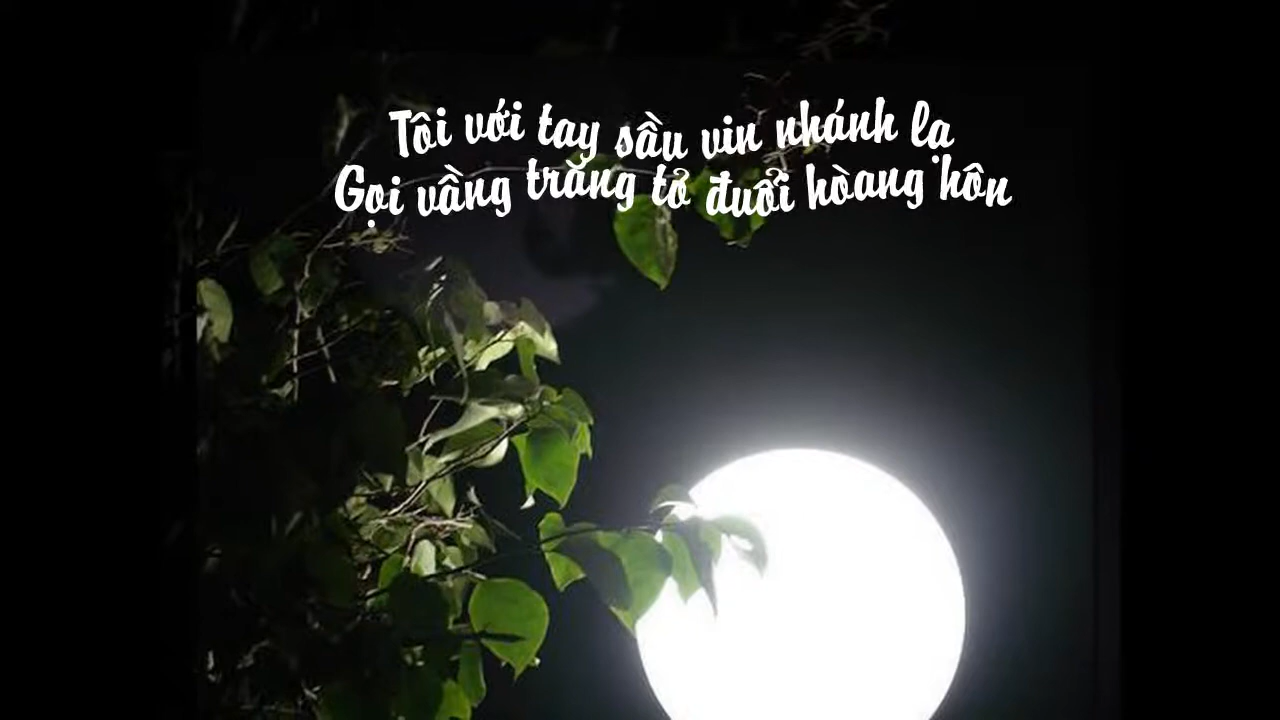 Tôi với tay sầu vin nhánh lạ
Gọi vầng trăng tỏ đuổi hòang hôn